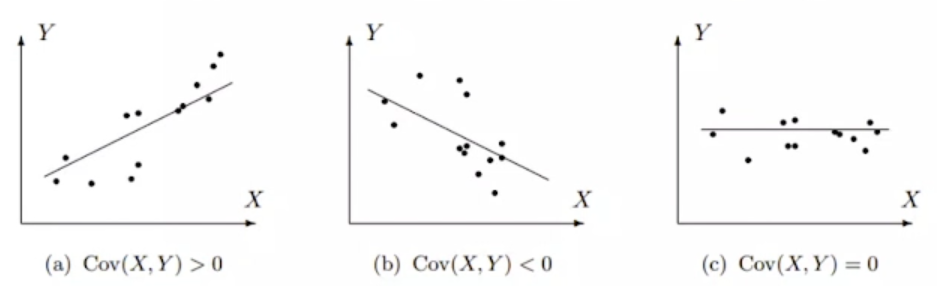 Y
X
(a) Cov(X, Y) > 0
Y
X
(b) Cov(X, Y) < 0
Y
X
(c) Cov(X, Y) = 0